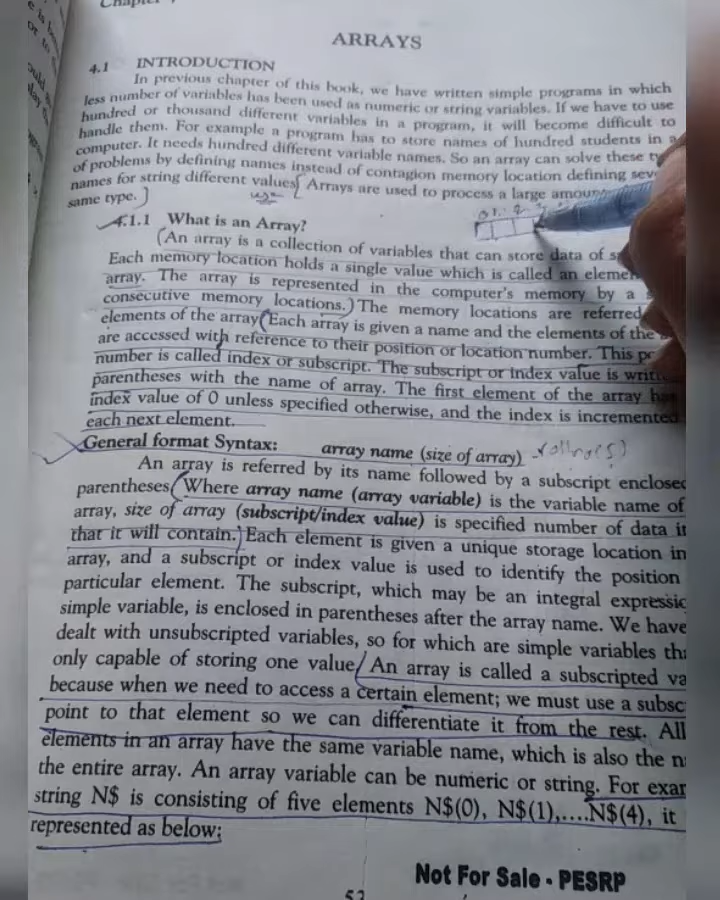 Chapter
ARRAYS
4.1 INTRODUCTION
In previous chapter of this book, we have written simple programs in which
less number of variables has been used as numeric or string variables. If we have to use
hundred or thousand different variables in a program, it will become difficult to
handle them. For example a program has to store names of hundred students in a
computer. It needs hundred different variable names. So an array can solve these
of problems by defining names instead of contagion memory location defining
names for string different values. Arrays are used to process a large
same type.
use
4.1.1 What is an Array?
(An array is a collection of variables that can store data of
Each memory location holds a single value which is called an
array. The array is represented in the computer's memory by a
consecutive memory locations.) The memory locations are referred
elements of the array (Each array is given a name and the elements of the
are accessed with reference to their position or location number. This
number is called index or subscript. The subscript or index value is
parentheses with the name of array. The first element of the array
index value of 0 unless specified otherwise, and the index is incremented
each next element.
General format Syntax: array name (size of array)
An array is referred by its name followed by a subscript enclosed
parentheses (Where array name (array variable) is the variable name of
array, size of array (subscript/index value) is specified number of data
that it will contain.) Each element is given a unique storage location in
array, and a subscript or index value is used to identify the position
particular element. The subscript, which may be an integral
simple variable, is enclosed in parentheses after the array name. We have
dealt with unsubscripted variables, so for which are simple variables
only capable of storing one value. An array is called a subscripted
because when we need to access a certain element; we must use a
point to that element so we can differentiate it from the rest. All
elements in an array have the same variable name, which is also the
the entire array. An array variable can be numeric or string. For
string N$ is consisting of five elements N$(0), N$(1),....N$(4), it
represented as below:
Not For Sale - PESRP